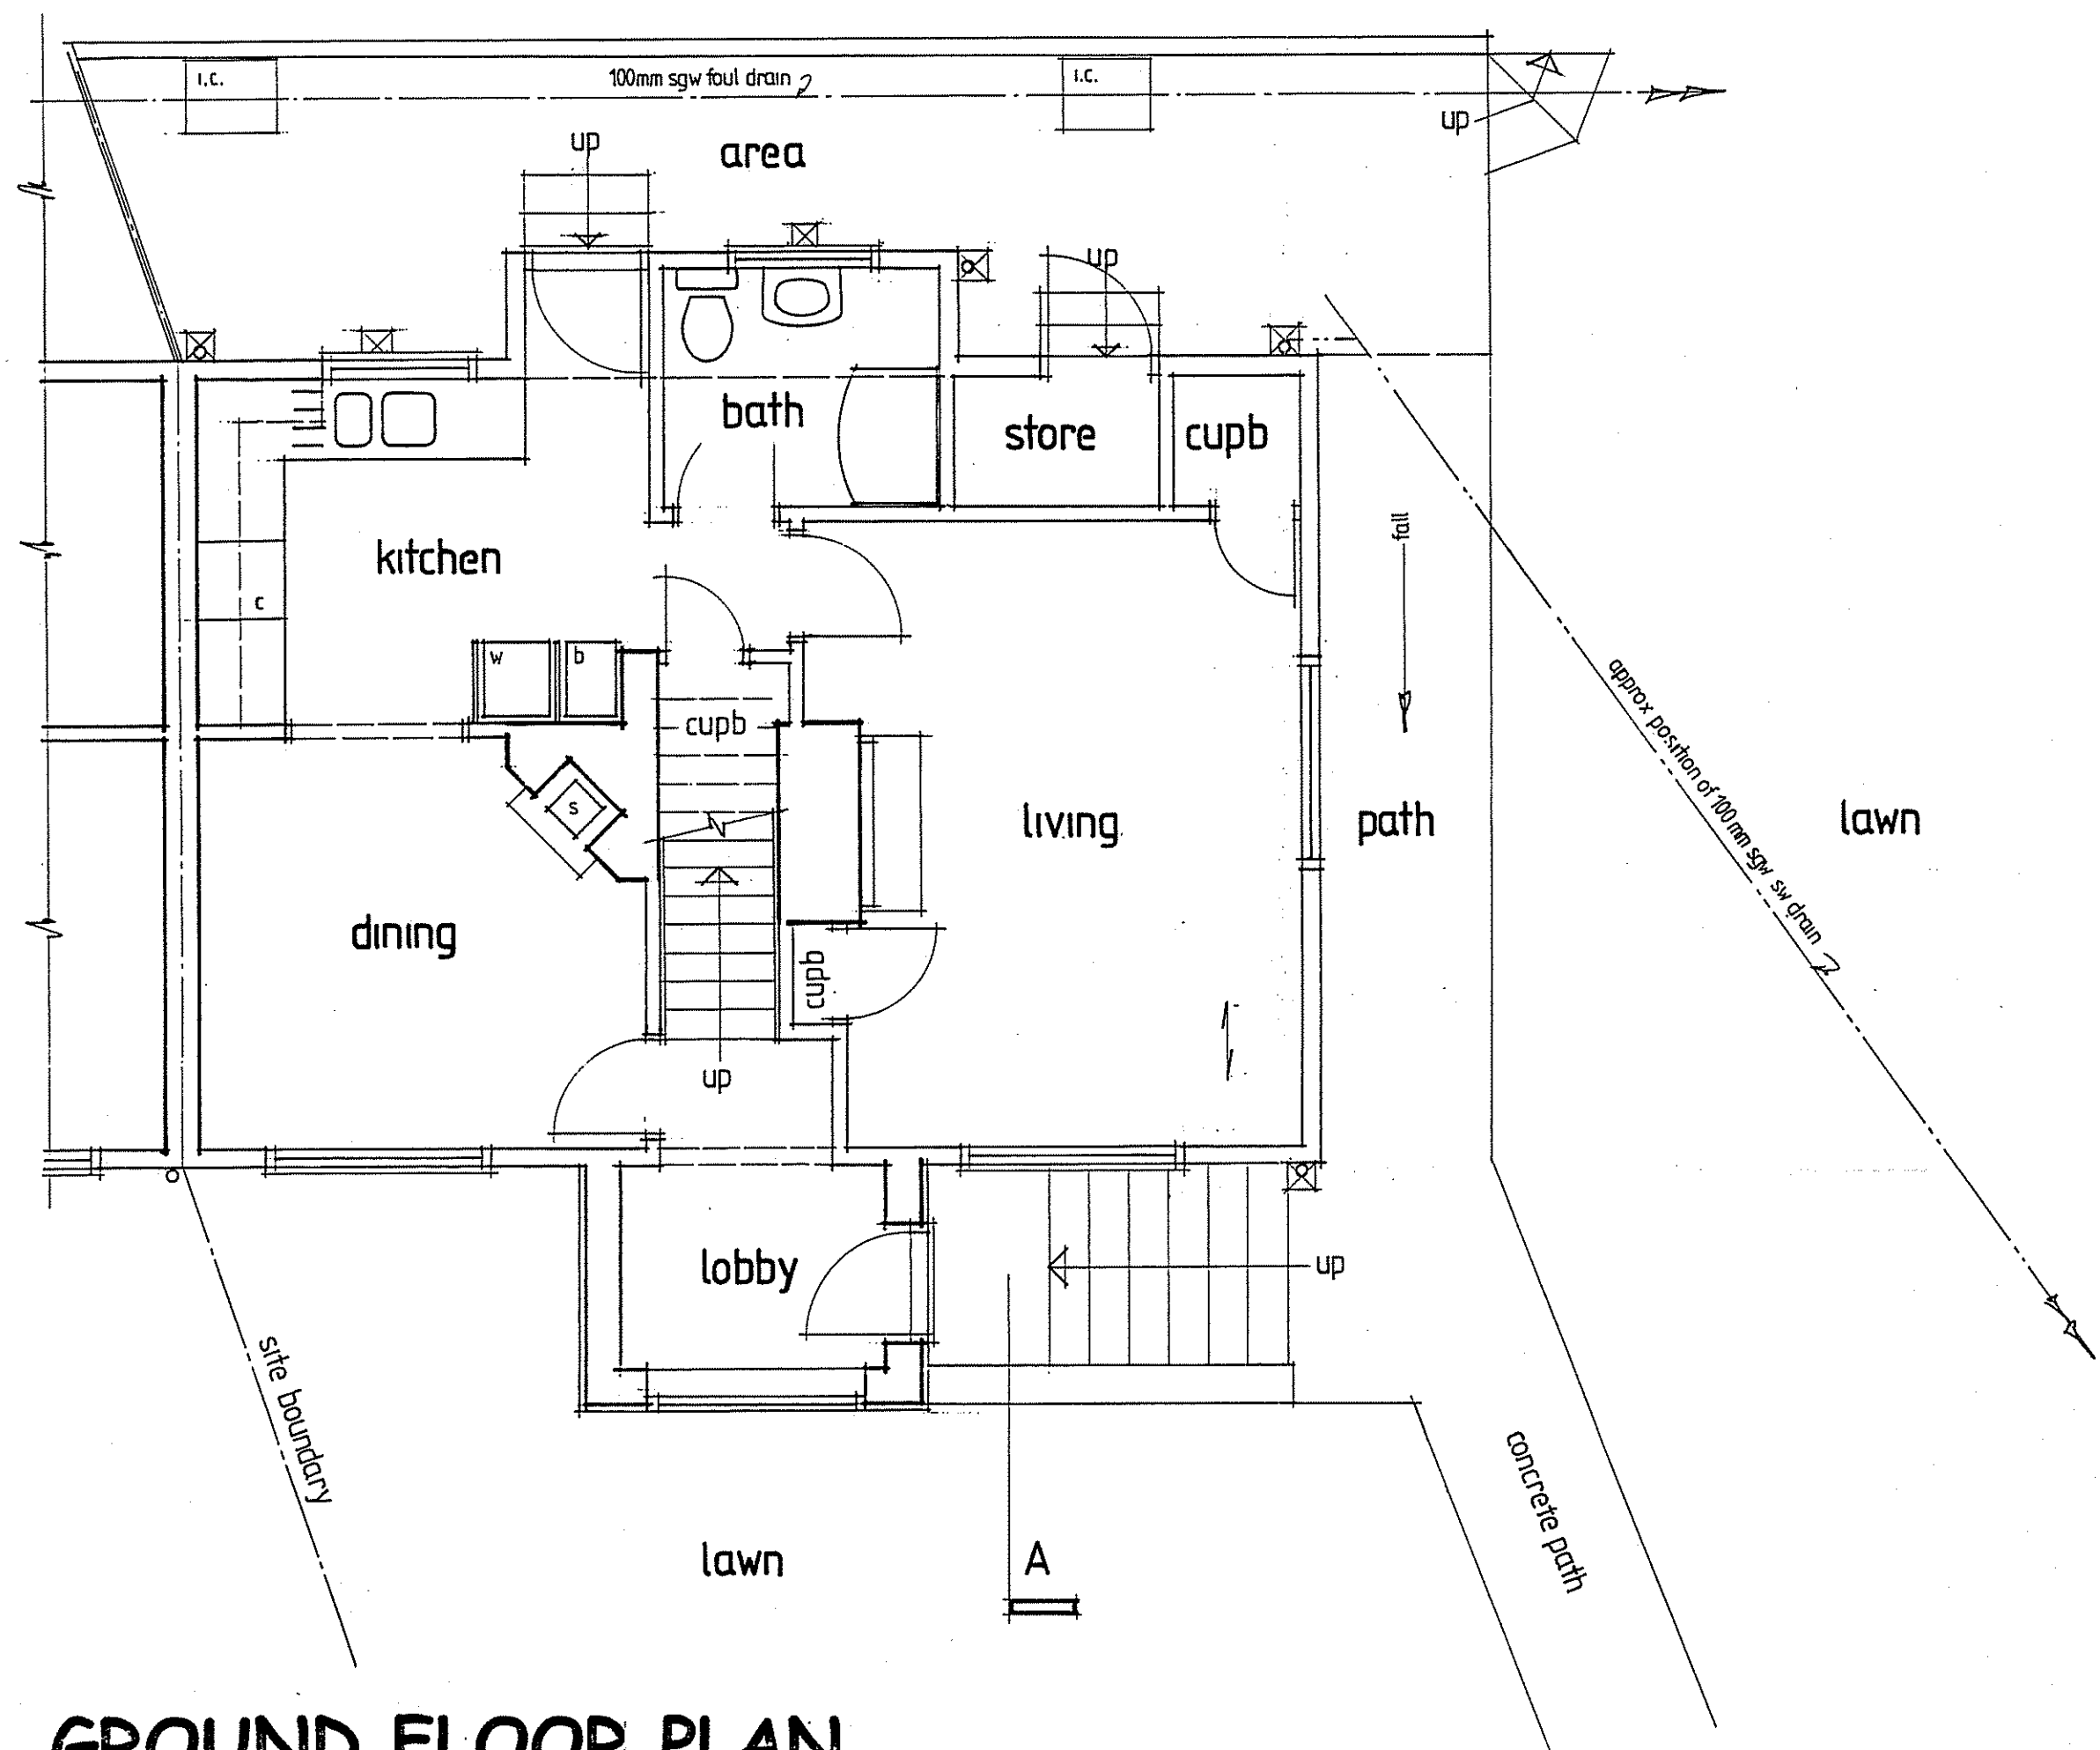 i.c.
100mm sgw foul drain
i.c.
up
up
area
up
bath
store
cupb
fall
kitchen
c
w
b
cupb
approx position of 100mm sgw sw drain
s
living
path
lawn
dining
cupb
up
lobby
up
site boundary
concrete path
lawn
A
GROUND FLOOR PLAN